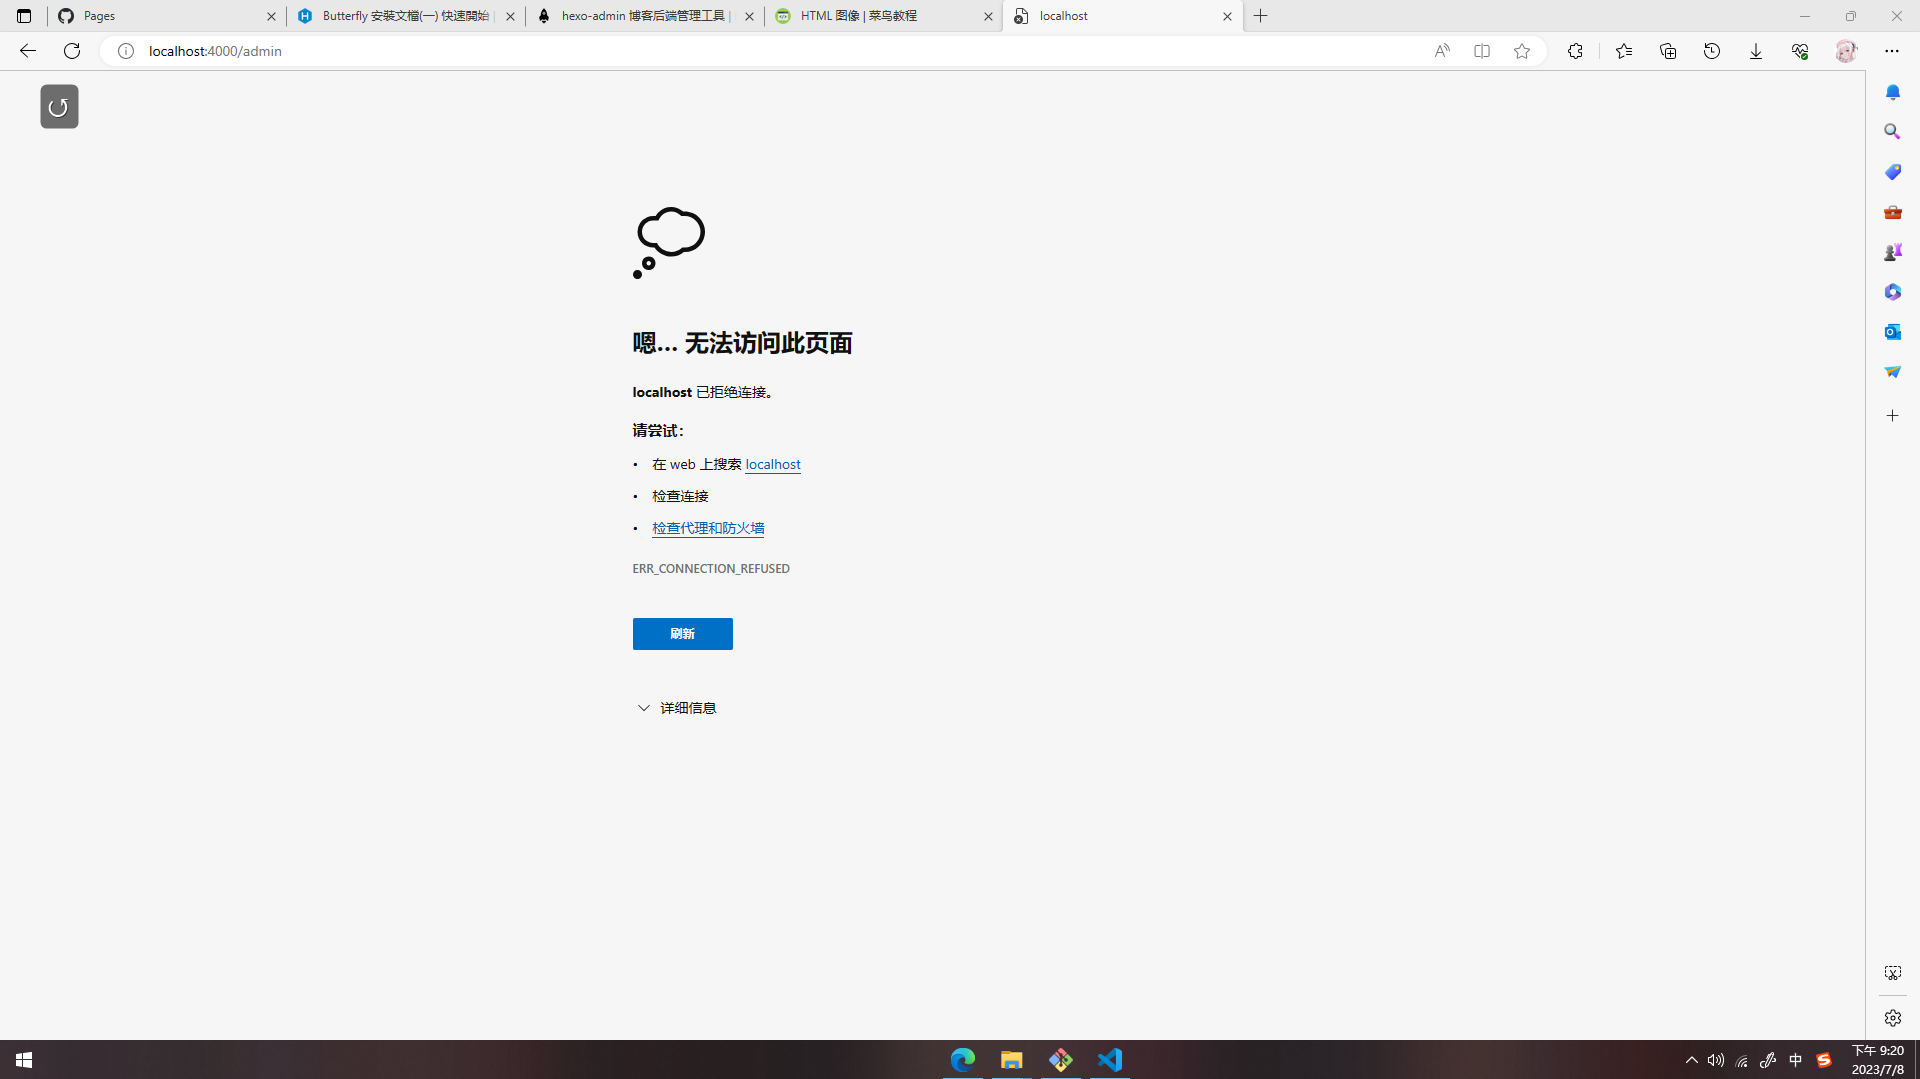 Pages
Butterfly 安裝文檔(一) 快速開始 |
hexo-admin 博客后端管理工具 |
HTML 图像 | 菜鸟教程
localhost
localhost:4000/admin
嗯… 无法访问此页面
localhost 已拒绝连接。
请尝试：
• 在 web 上搜索 localhost
• 检查连接
• 检查代理和防火墙
ERR_CONNECTION_REFUSED
刷新
详细信息
中
下午 9:20
2023/7/8